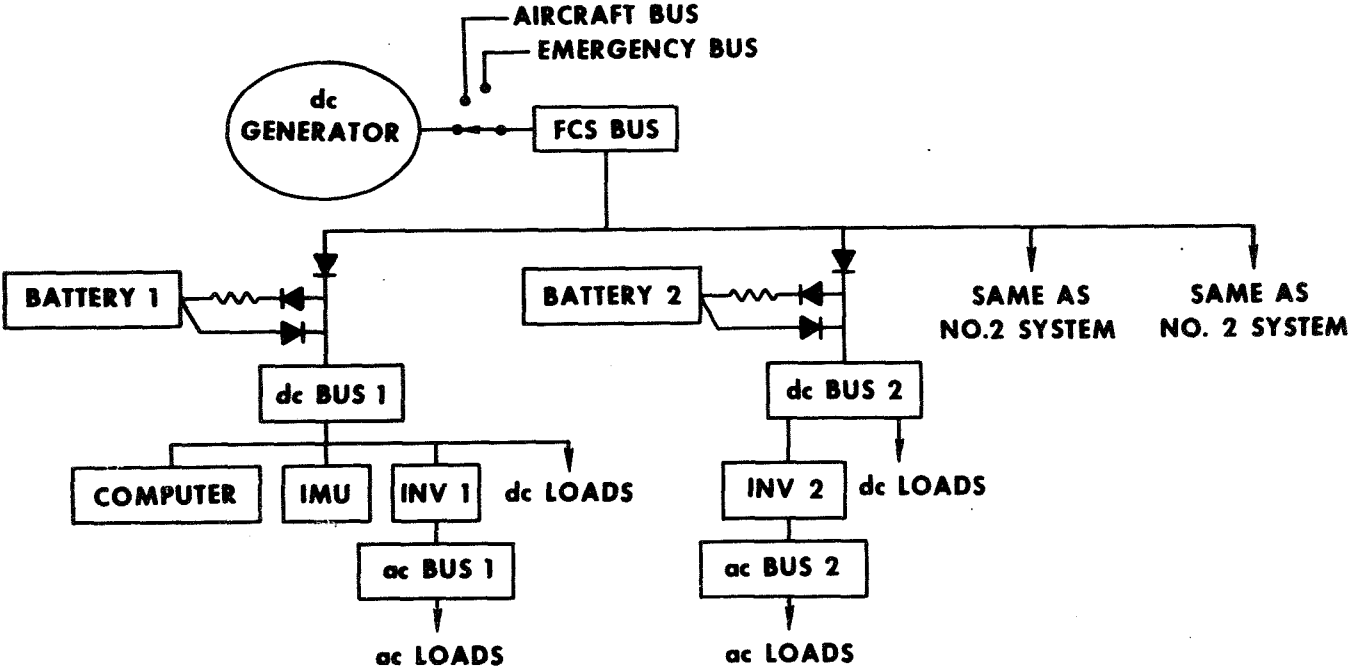 AIRCRAFT BUS
EMERGENCY BUS
dc
GENERATOR
FCS BUS
BATTERY 1
BATTERY 2
SAME AS
NO.2 SYSTEM
SAME AS
NO. 2 SYSTEM
dc BUS 1
dc BUS 2
COMPUTER
IMU
INV 1
dc LOADS
INV 2
dc LOADS
ac BUS 1
ac BUS 2
ac LOADS
ac LOADS